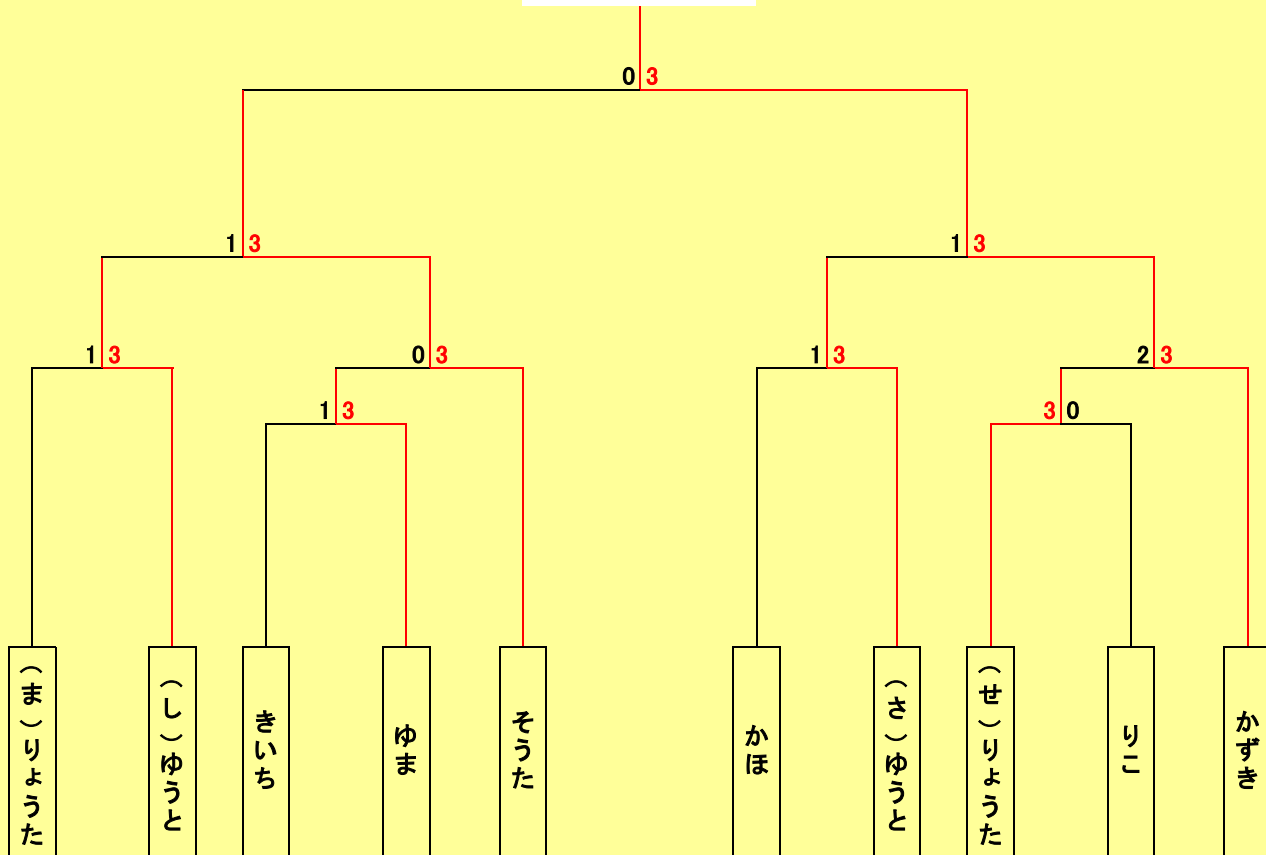 0 3
1 3
1 3
1 3
0 3
1 3
2 3
1 3
3 0
(ま)りょうた
(し)ゆうと
きいち
ゆま
そうた
かほ
(さ)ゆうと
(せ)りょうた
りこ
かずき